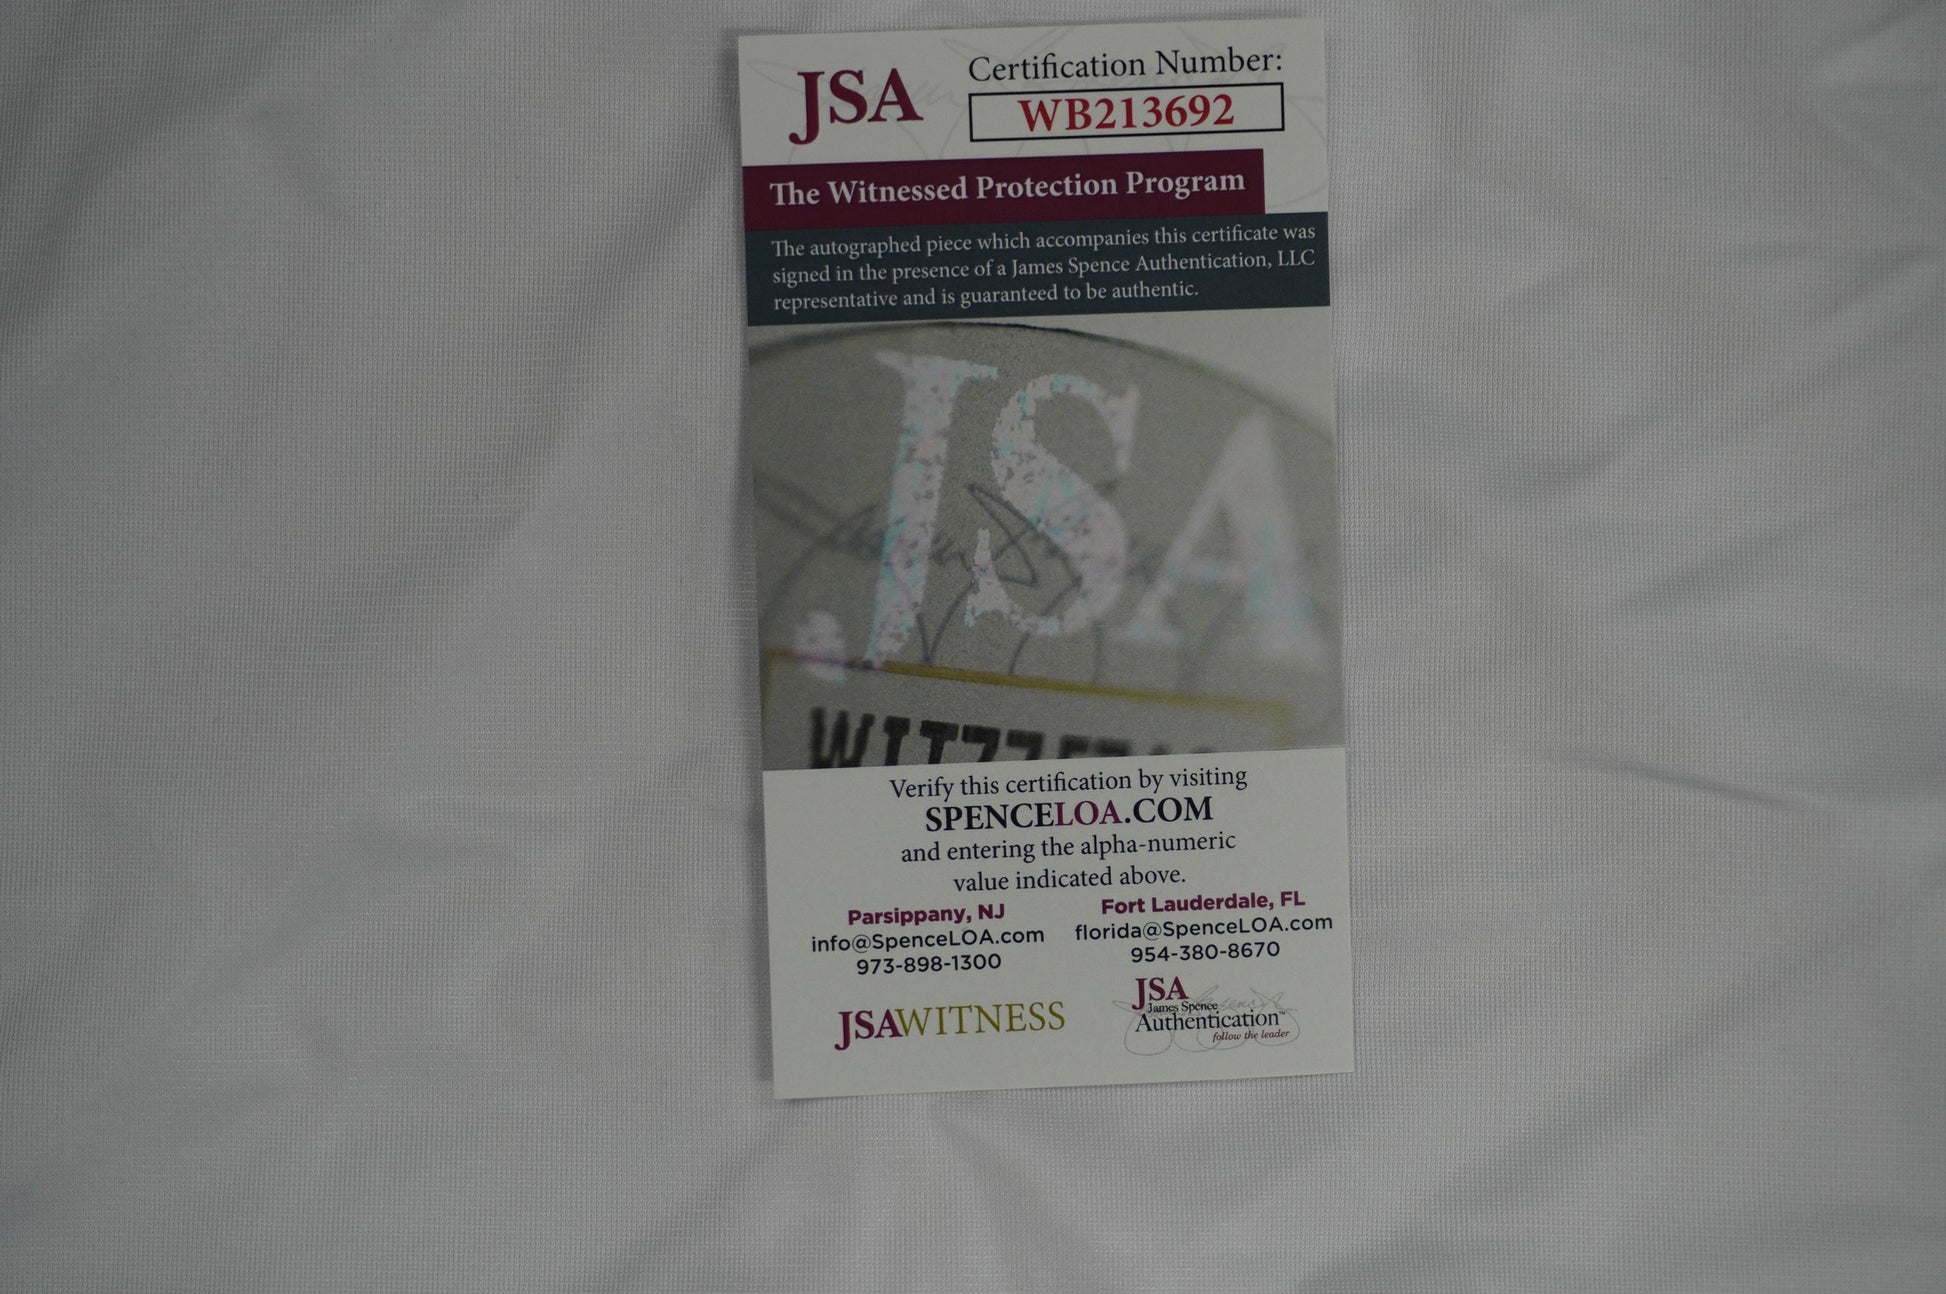 JSA
Certification Number:
WB213692
The Witnessed Protection Program
The autographed piece which accompanies this certificate was
signed in the presence of a James Spence Authentication, LLC
representative and is guaranteed to be authentic.
JSA
Verify this certification by visiting
SPENCELOA.COM
and entering the alpha-numeric
value indicated above.
Parsippany, NJ
info@SpenceLOA.com
973-898-1300
Fort Lauderdale, FL
florida@SpenceLOA.com
954-380-8670
JSAWITNESS
JSA
James Spence
Authentication™
follow the leader